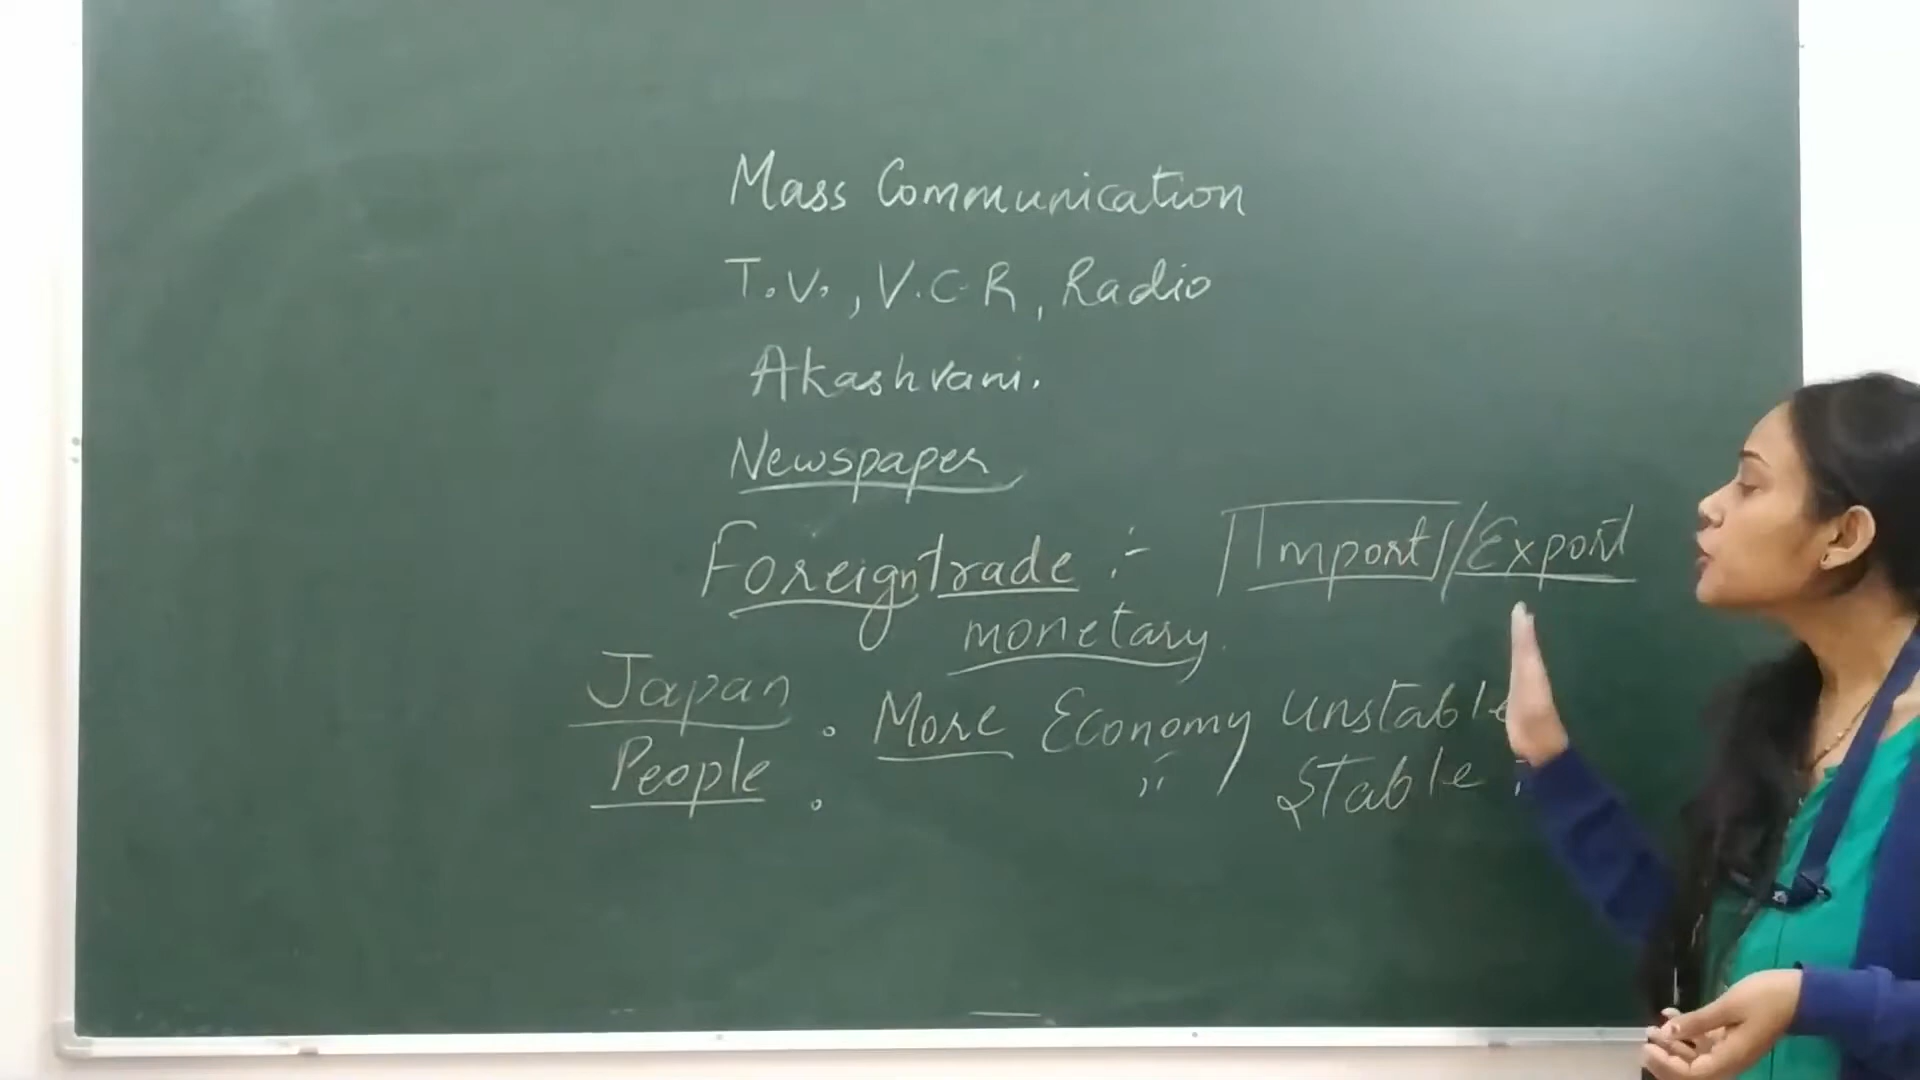 Mass Communication
T.V., V.C.R, Radio
Akashvani.
Newspaper
Foreign trade :- Import/Export
monetary.
Japan
People
. More Economy Unstable
. " Stable :